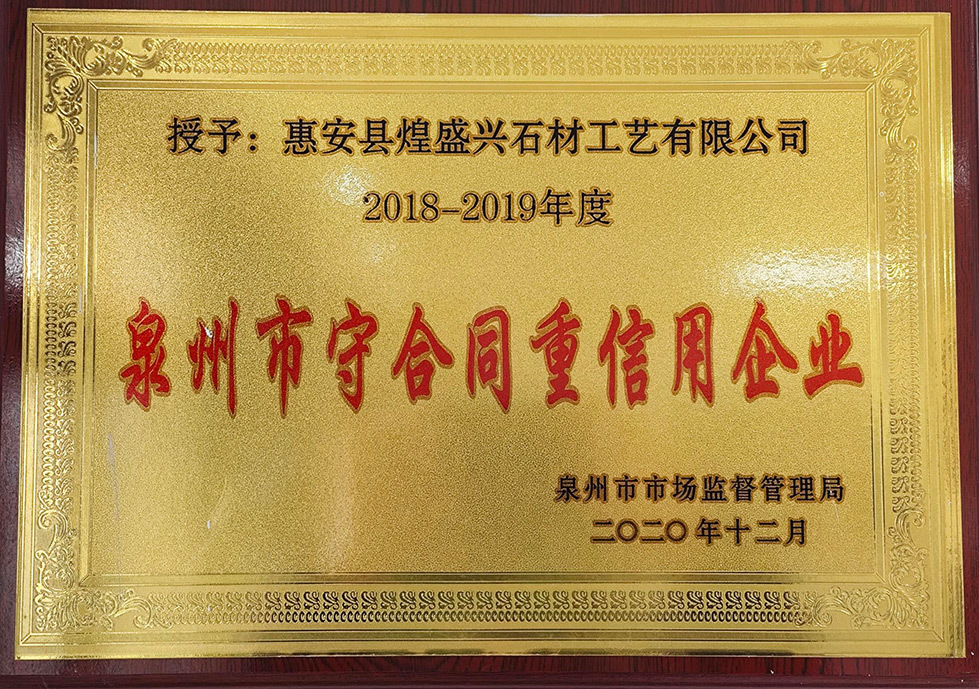 授予：惠安县煌盛兴石材工艺有限公司
2018-2019年度
泉州市守合同重信用企业
泉州市市场监督管理局
二〇二〇年十二月